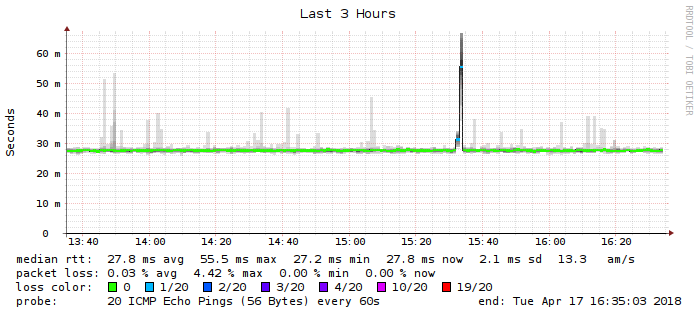 Last 3 Hours
RRDTOOL / TOBI OETIKER
Seconds
60 m
50 m
40 m
30 m
20 m
10 m
0
13:40 14:00 14:20 14:40 15:00 15:20 15:40 16:00 16:20
median rtt: 27.8 ms avg 55.5 ms max 27.2 ms min 27.8 ms now 2.1 ms sd 13.3 am/s
packet loss: 0.03 % avg 4.42 % max 0.00 % min 0.00 % now
loss color: 0 1/20 2/20 3/20 4/20 10/20 19/20
probe: 20 ICMP Echo Pings (56 Bytes) every 60s end: Tue Apr 17 16:35:03 2018